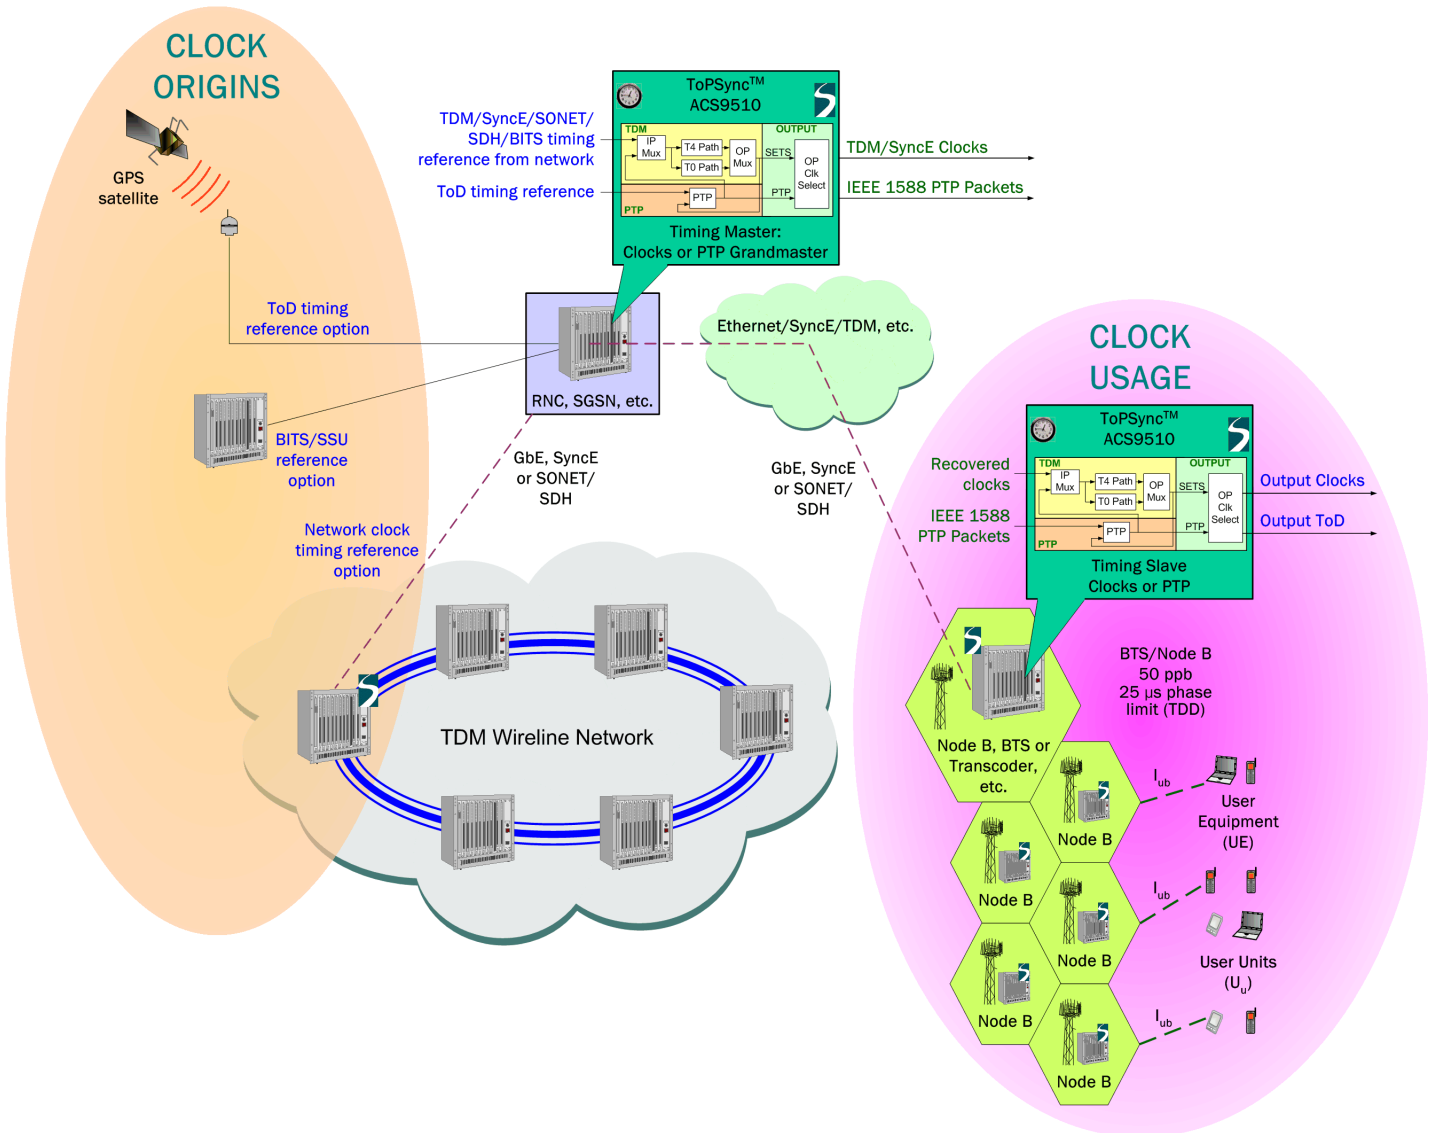 CLOCK
ORIGINS
GPS
satellite
ToD timing
reference option
BITS/SSU
reference
option
Network clock
timing reference
option
TDM/SyncE/SONET/
SDH/BITS timing
reference from network
ToD timing reference
ToPSync™
ACS9510
TDM
IP
Mux
T4 Path
T0 Path
OP
Mux
SETS
OUTPUT
OP
Clk
Select
PTP
PTP
PTP
Timing Master:
Clocks or PTP Grandmaster
TDM/SyncE Clocks
IEEE 1588 PTP Packets
RNC, SGSN, etc.
Ethernet/SyncE/TDM, etc.
GbE, SyncE
or SONET/
SDH
GbE, SyncE
or SONET/
SDH
TDM Wireline Network
CLOCK
USAGE
Recovered
clocks
IEEE 1588
PTP Packets
ToPSync™
ACS9510
TDM
IP
Mux
T4 Path
T0 Path
OP
Mux
SETS
OUTPUT
OP
Clk
Select
PTP
PTP
PTP
Timing Slave
Clocks or PTP
Output Clocks
Output ToD
BTS/Node B
50 ppb
25 µs phase
limit (TDD)
Node B, BTS or
Transcoder,
etc.
Node B
Node B
Node B
Node B
Node B
Iub
User
Equipment
(UE)
Iub
User Units
(Uu)
Iub